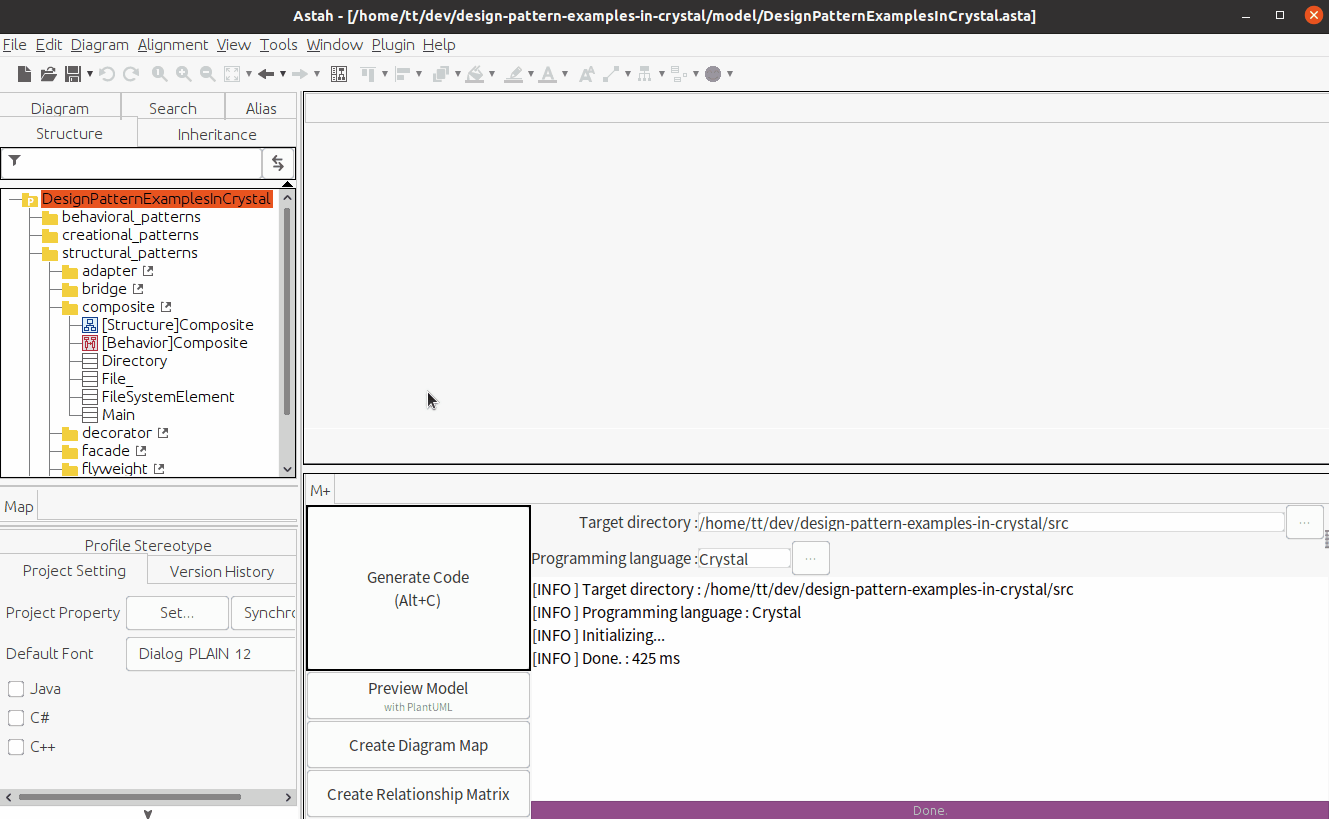 Astah - [/home/tt/dev/design-pattern-examples-in-crystal/model/DesignPatternExamplesInCrystal.asta]
File Edit Diagram Alignment View Tools Window Plugin Help
Diagram Search Alias
Structure Inheritance
DesignPatternExamplesInCrystal
behavioral_patterns
creational_patterns
structural_patterns
adapter
bridge
composite
[Structure]Composite
[Behavior]Composite
Directory
File_
FileSystemElement
Main
decorator
facade
flyweight
Map
Profile Stereotype
Project Setting Version History
Project Property Set... Synchro
Default Font Dialog PLAIN 12
Java
C#
C++
M+
Generate Code
(Alt+C)
Preview Model
with PlantUML
Create Diagram Map
Create Relationship Matrix
Target directory : /home/tt/dev/design-pattern-examples-in-crystal/src ...
Programming language : Crystal ...
[INFO ] Target directory : /home/tt/dev/design-pattern-examples-in-crystal/src
[INFO ] Programming language : Crystal
[INFO ] Initializing...
[INFO ] Done. : 425 ms
Done.